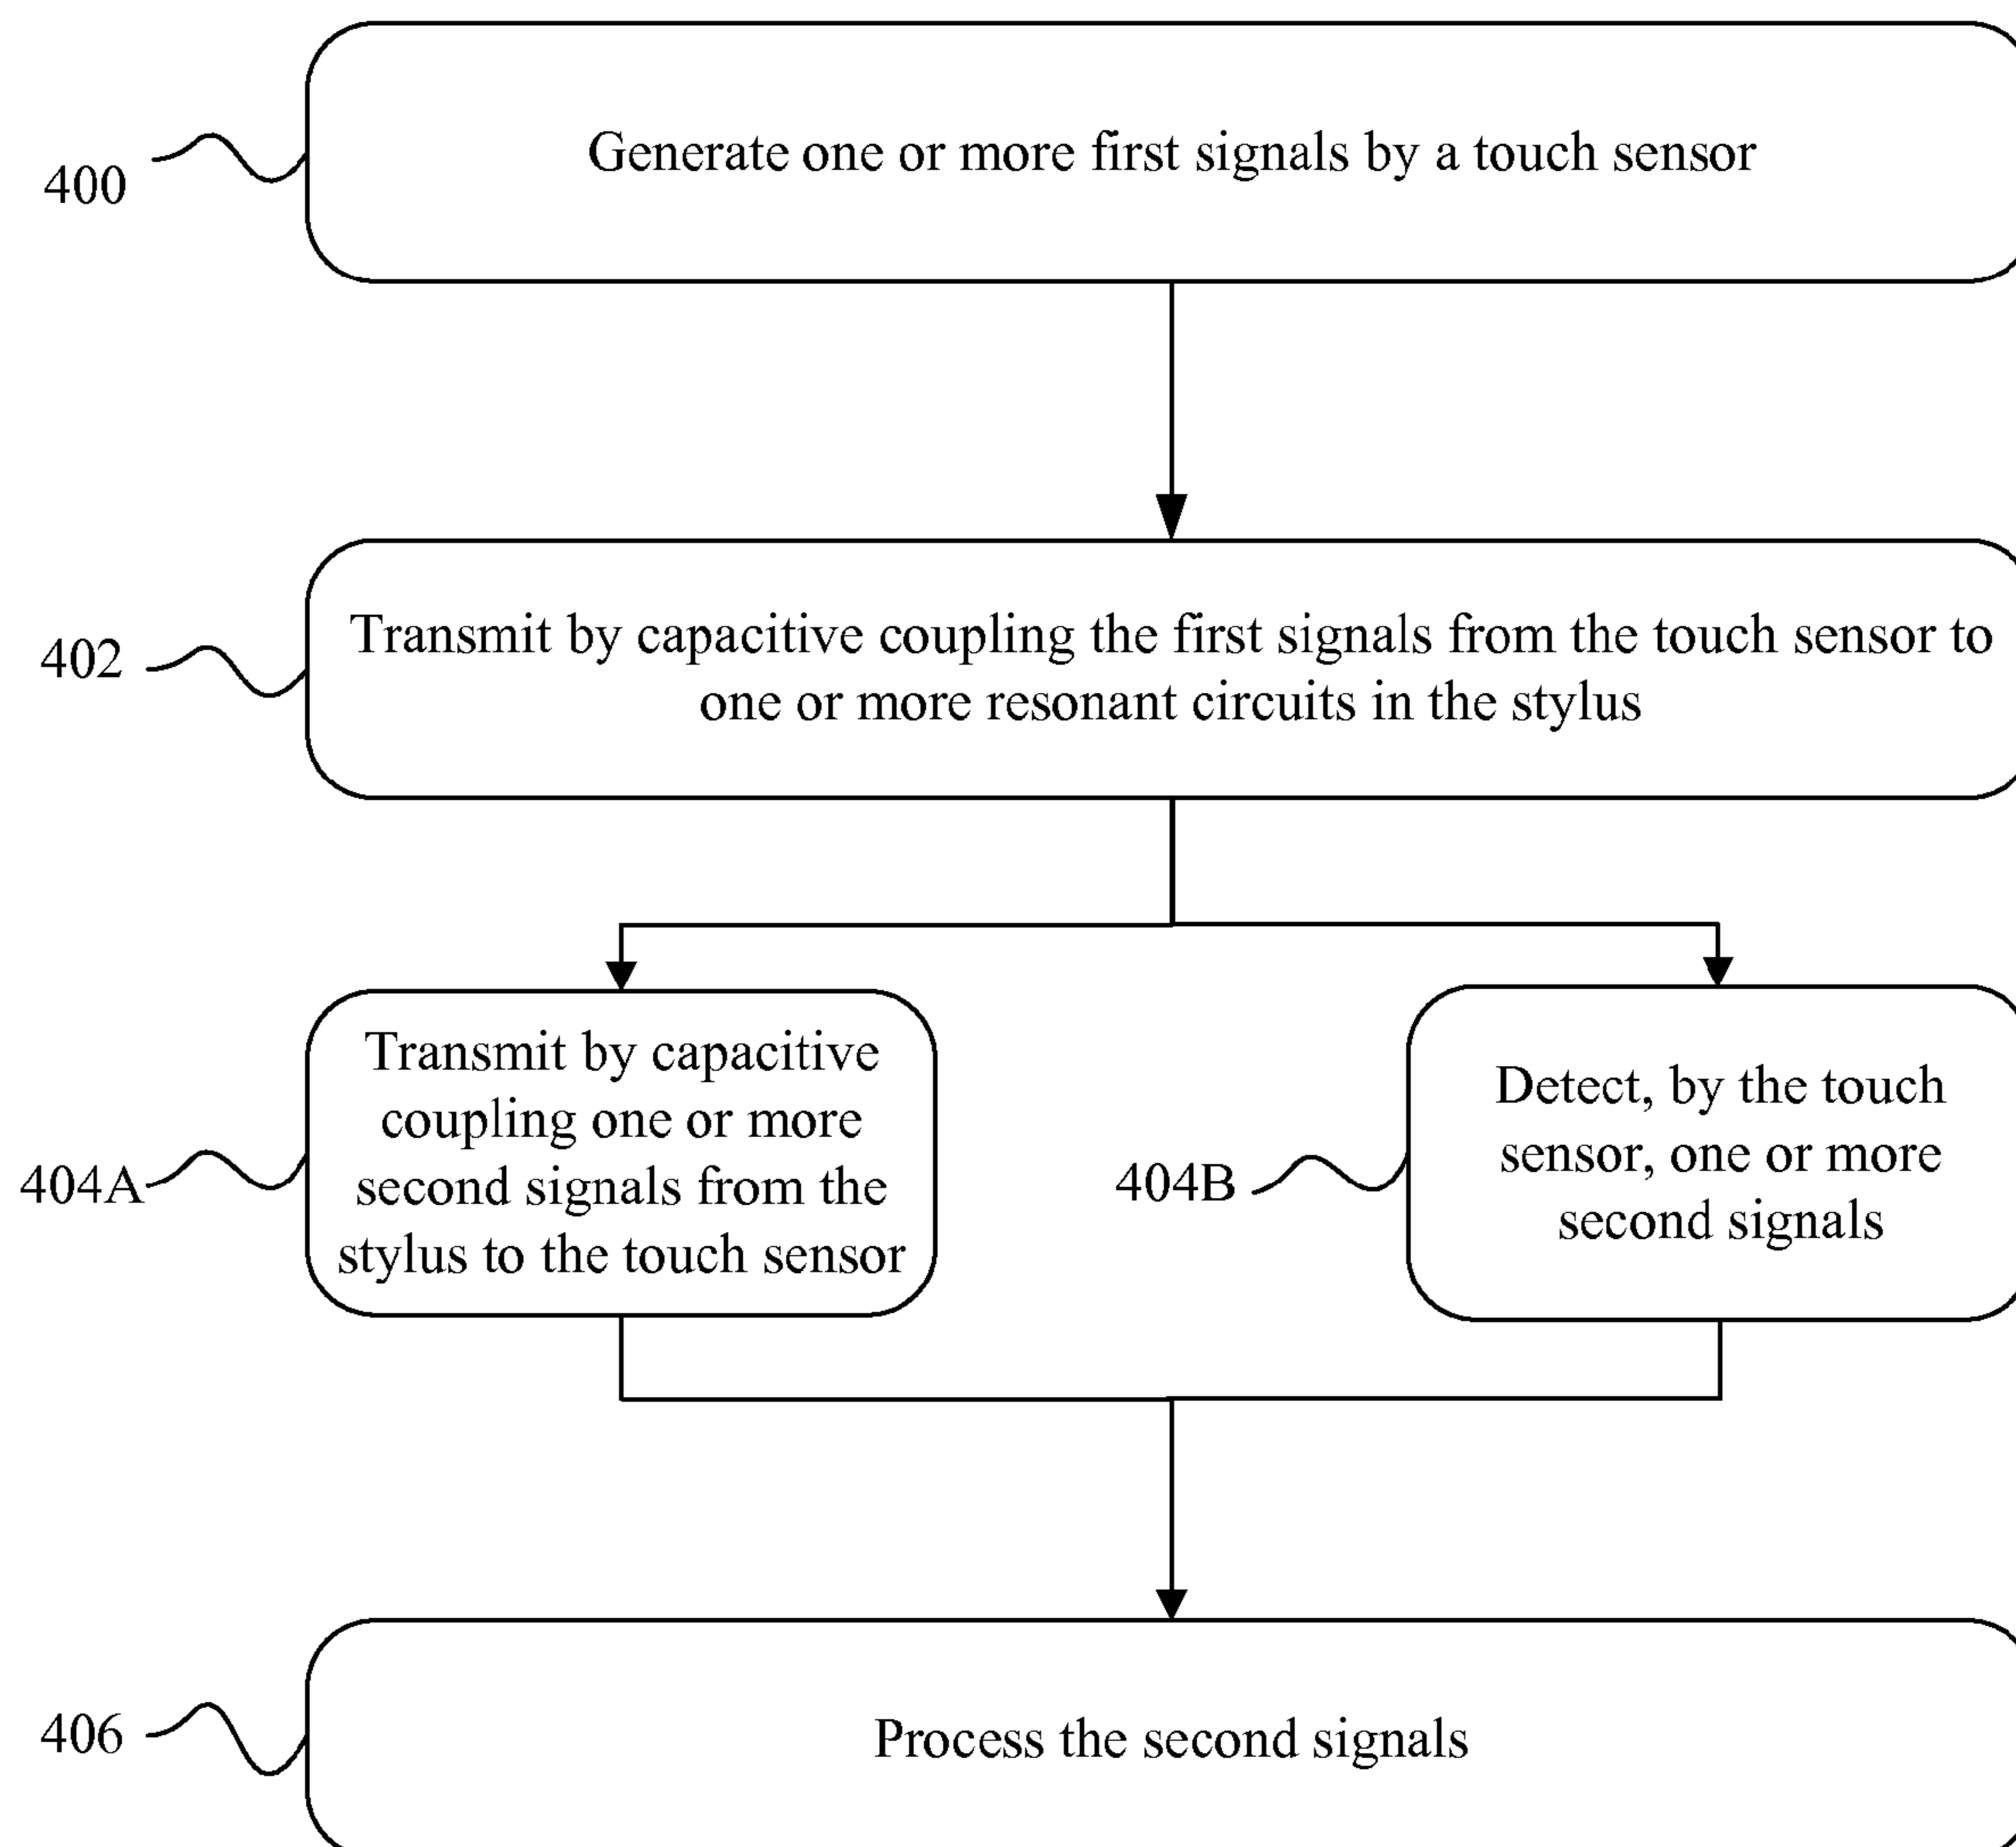 400
Generate one or more first signals by a touch sensor
402
Transmit by capacitive coupling the first signals from the touch sensor to
one or more resonant circuits in the stylus
404A
Transmit by capacitive
coupling one or more
second signals from the
stylus to the touch sensor
404B
Detect, by the touch
sensor, one or more
second signals
406
Process the second signals